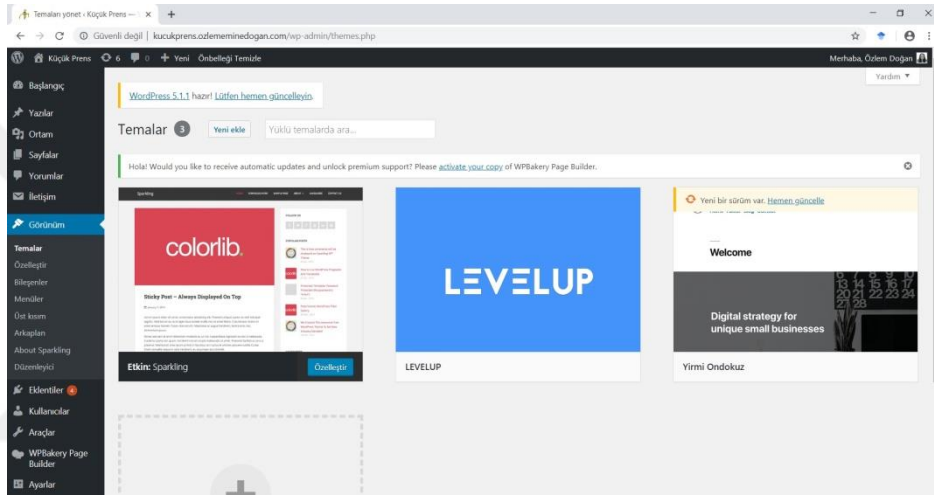 Temaları yönet ‹ Küçük Prens —
Güvenli değil | kucukprens.ozlememinedogan.com/wp-admin/themes.php
Küçük Prens 6 0 + Yeni Önbelleği Temizle Merhaba, Özlem Doğan
Yardım
Başlangıç
Yazılar
Ortam
Sayfalar
Yorumlar
İletişim
Görünüm
Temalar
Özelleştir
Bileşenler
Menüler
Üst kısım
Arkaplan
About Sparkling
Düzenleyici
Eklentiler 4
Kullanıcılar
Araçlar
WPBakery Page
Builder
Ayarlar
WordPress 5.1.1 hazır! Lütfen hemen güncelleyin.
Temalar 3 Yeni ekle Yüklü temalarda ara...
Hola! Would you like to receive automatic updates and unlock premium support? Please activate your copy of WPBakery Page Builder.
Sparkling
colorlib.
Sticky Post – Always Displayed On Top
Etkin: Sparkling Özelleştir
LEVELUP
LEVELUP
Yeni bir sürüm var. Hemen güncelle
Welcome
Digital strategy for
unique small businesses
Yirmi Ondokuz